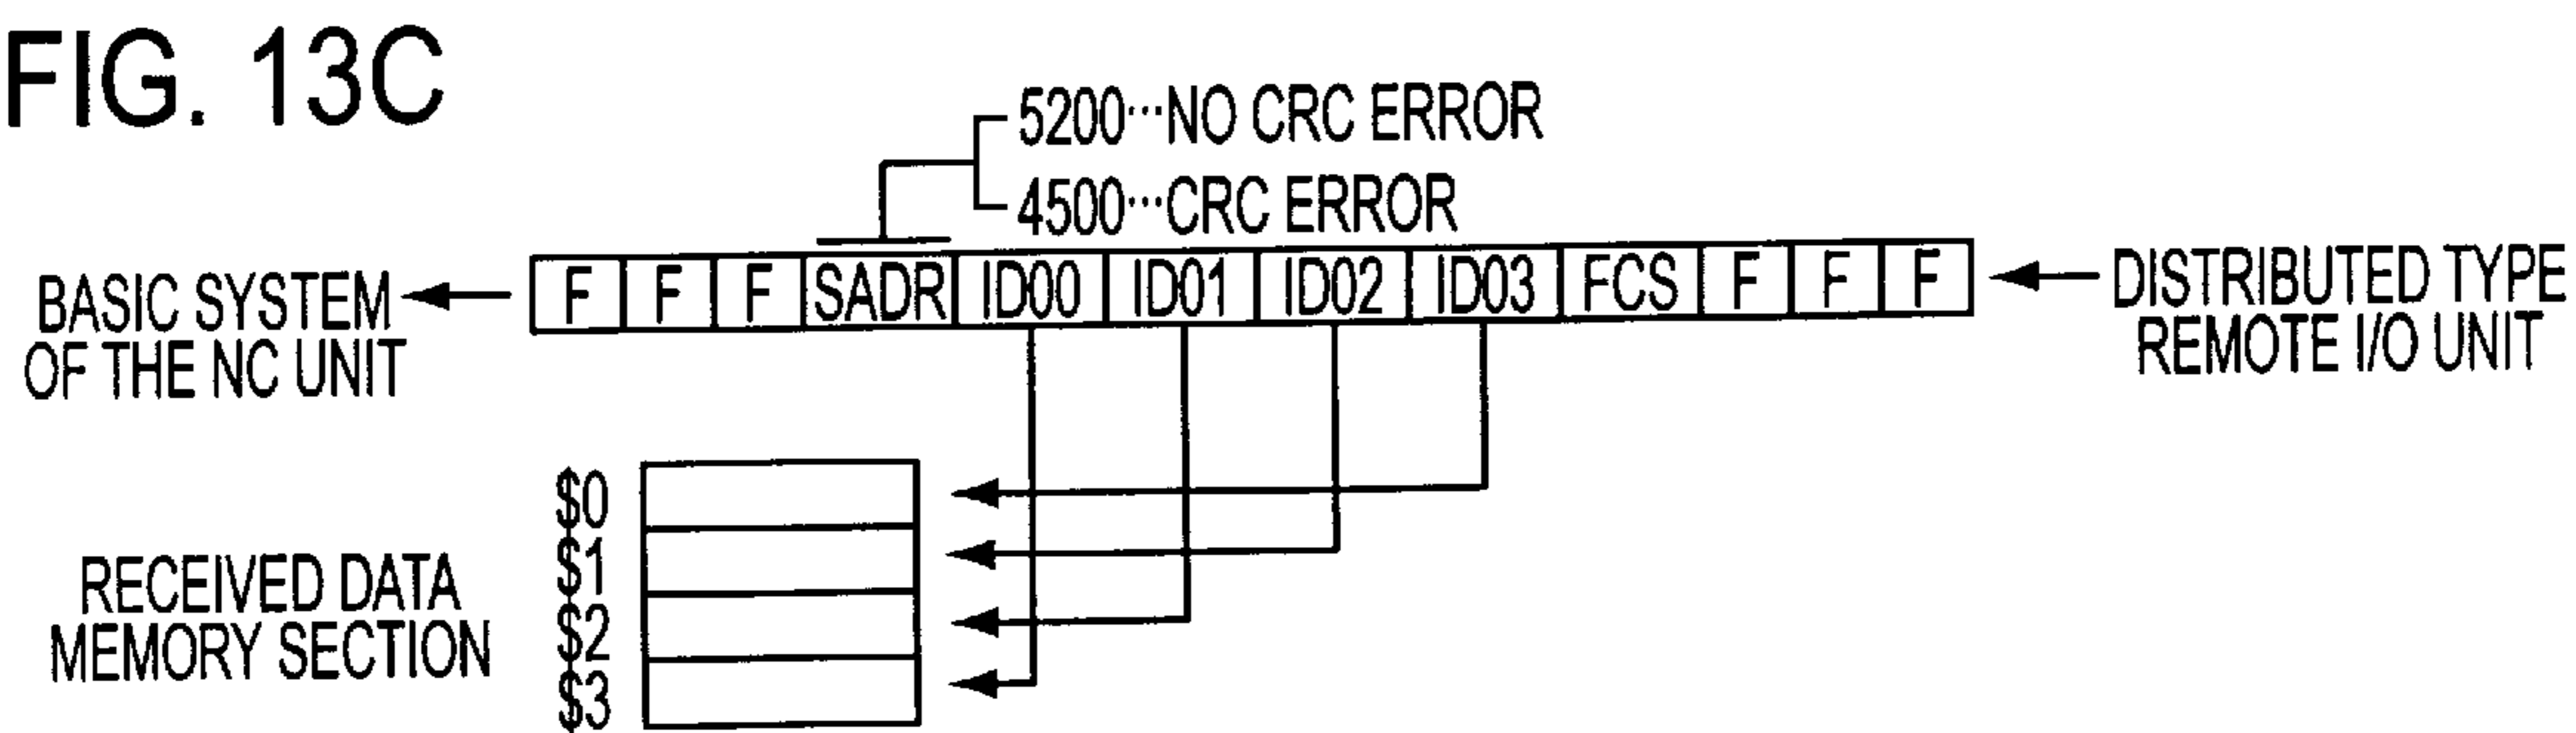 FIG. 13C
5200···NO CRC ERROR
4500···CRC ERROR
BASIC SYSTEM
OF THE NC UNIT
F F F SADR ID00 ID01 ID02 ID03 FCS F F F
DISTRIBUTED TYPE
REMOTE I/O UNIT
RECEIVED DATA
MEMORY SECTION
$0
$1
$2
$3